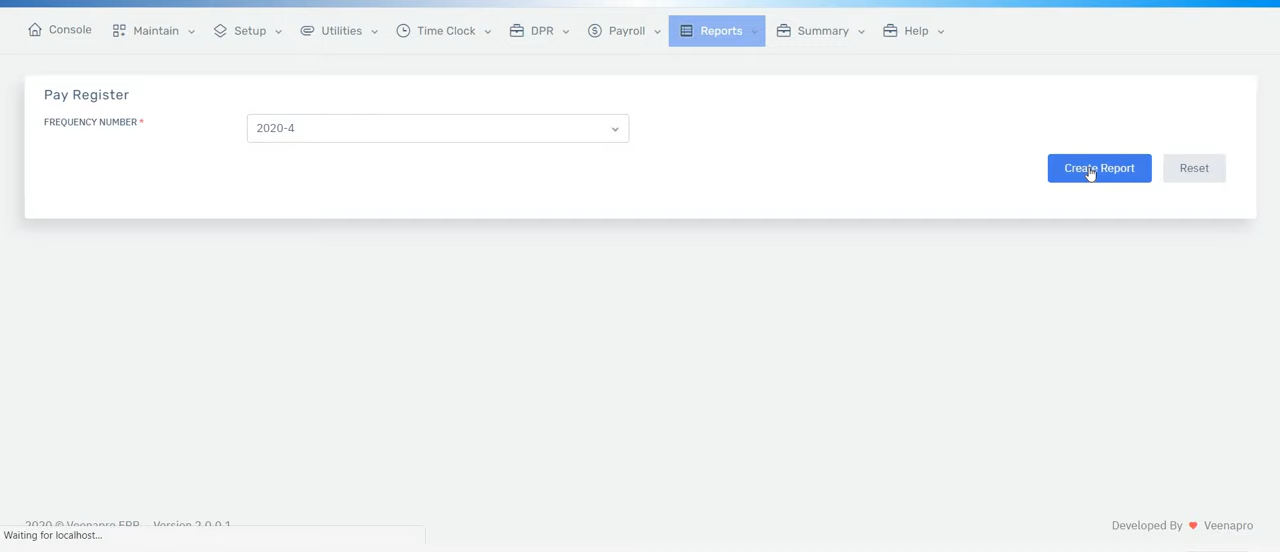 Console Maintain Setup Utilities Time Clock DPR Payroll Reports Summary Help
Pay Register
FREQUENCY NUMBER *
2020-4
Create Report Reset
2020 © Veenapro ERP Version 2.0.0.1
Developed By Veenapro
Waiting for localhost...